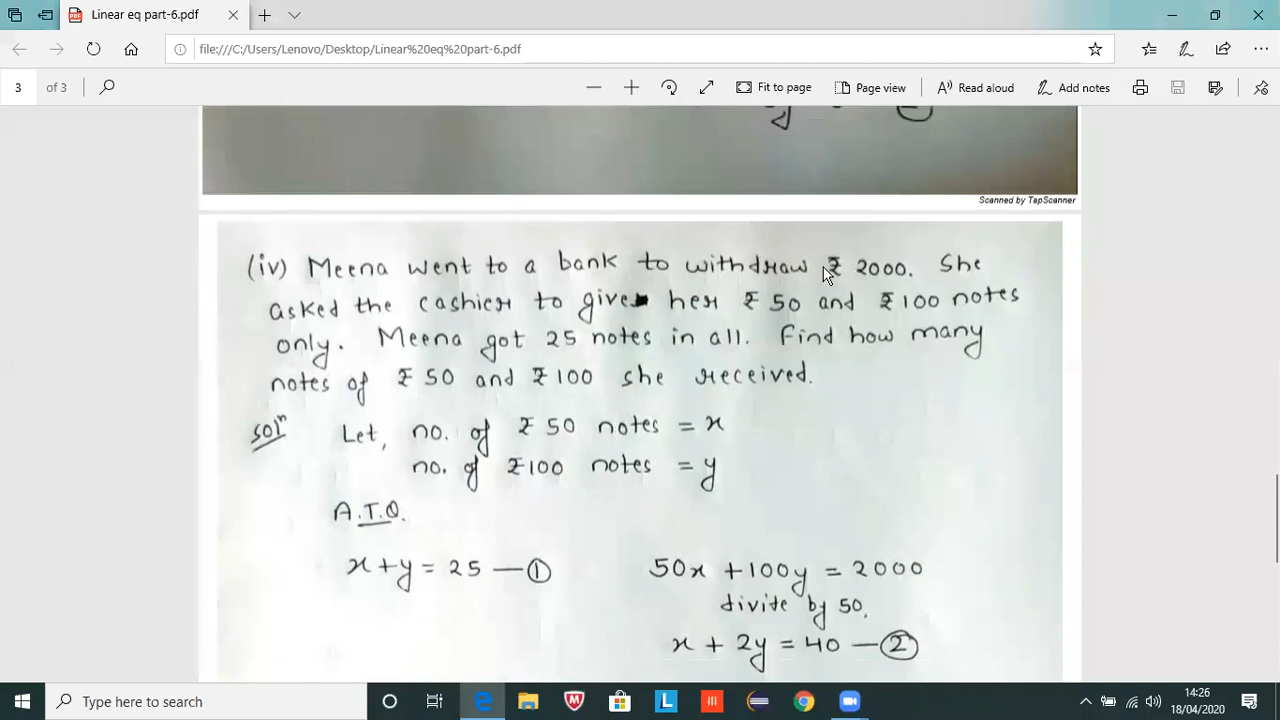 Linear eq part-6.pdf
file:///C:/Users/Lenovo/Desktop/Linear%20eq%20part-6.pdf
3 of 3 Fit to page Page view Read aloud Add notes
Scanned by TapScanner
(iv) Meena went to a bank to withdraw ₹ 2000. She
asked the cashier to give her ₹ 50 and ₹ 100 notes
only. Meena got 25 notes in all. Find how many
notes of ₹ 50 and ₹ 100 she received.
Solⁿ Let, no. of ₹ 50 notes = x
no. of ₹100 notes = y
A.T.Q.
x + y = 25 — ① 50x + 100y = 2000
divite by 50,
x + 2y = 40 — ②
Type here to search
14:26
18/04/2020